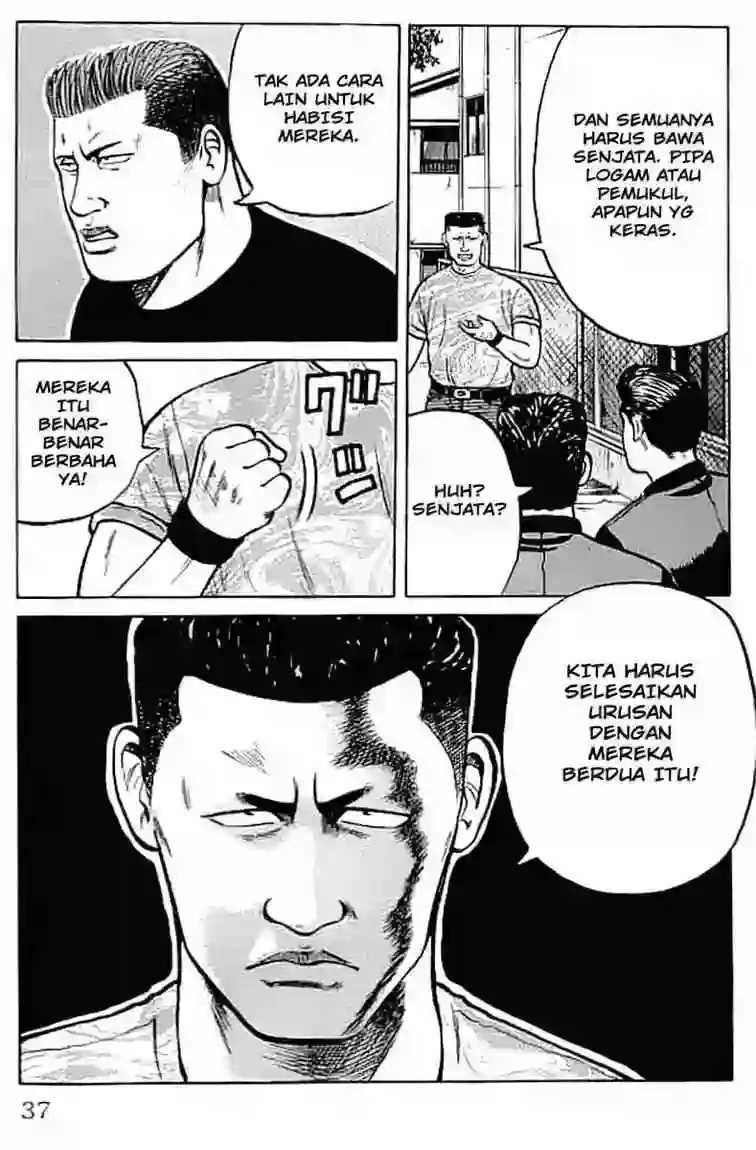 DAN SEMUANYA
HARUS BAWA
SENJATA. PIPA
LOGAM ATAU
PEMUKUL,
APAPUN YG
KERAS.
HUH?
SENJATA?
TAK ADA CARA
LAIN UNTUK
HABISI
MEREKA.
MEREKA
ITU
BENAR-
BENAR
BERBAHA
YA!
グッ
KITA HARUS
SELESAIKAN
URUSAN
DENGAN
MEREKA
BERDUA ITU!
37